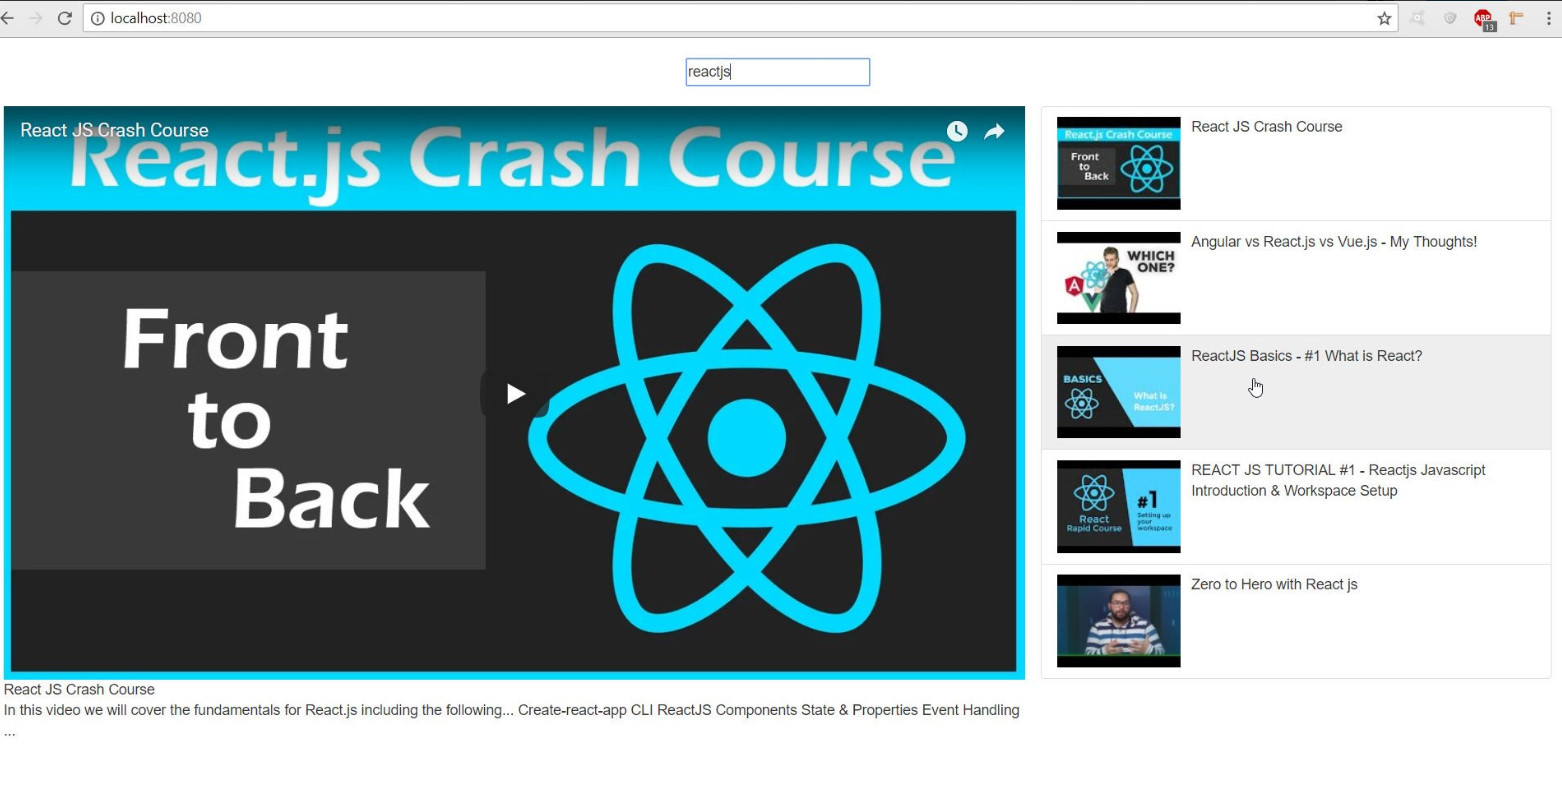 localhost:8080
ABP
13
reactjs
React JS Crash Course
React.js Crash Course
Front
to
Back
React JS Crash Course
In this video we will cover the fundamentals for React.js including the following... Create-react-app CLI ReactJS Components State & Properties Event Handling
...
React.js Crash Course
Front
to
Back
React JS Crash Course
WHICH
ONE?
A
Angular vs React.js vs Vue.js - My Thoughts!
BASICS
What is
ReactJS?
ReactJS Basics - #1 What is React?
React
Rapid Course
#1
Setting up
your
workspace
REACT JS TUTORIAL #1 - Reactjs Javascript
Introduction & Workspace Setup
Zero to Hero with React js